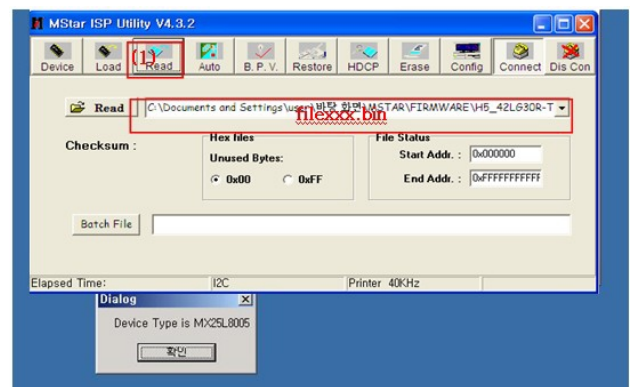 MStar ISP Utility V4.3.2
Device Load Read Auto B. P. V. Restore HDCP Erase Config Connect Dis Con
(1)
Read C:\Documents and Settings\user\바탕 화면\MSTAR\FIRMWARE\H5_42LG30R-T
filexxx.bin
Checksum :
Hex files File Status
Unused Bytes: Start Addr. : 0x000000
0x00 0xFF End Addr. : 0xFFFFFFFFFFF
Batch File
Elapsed Time: I2C Printer 40KHz
Dialog
Device Type is MX25L8005
확인